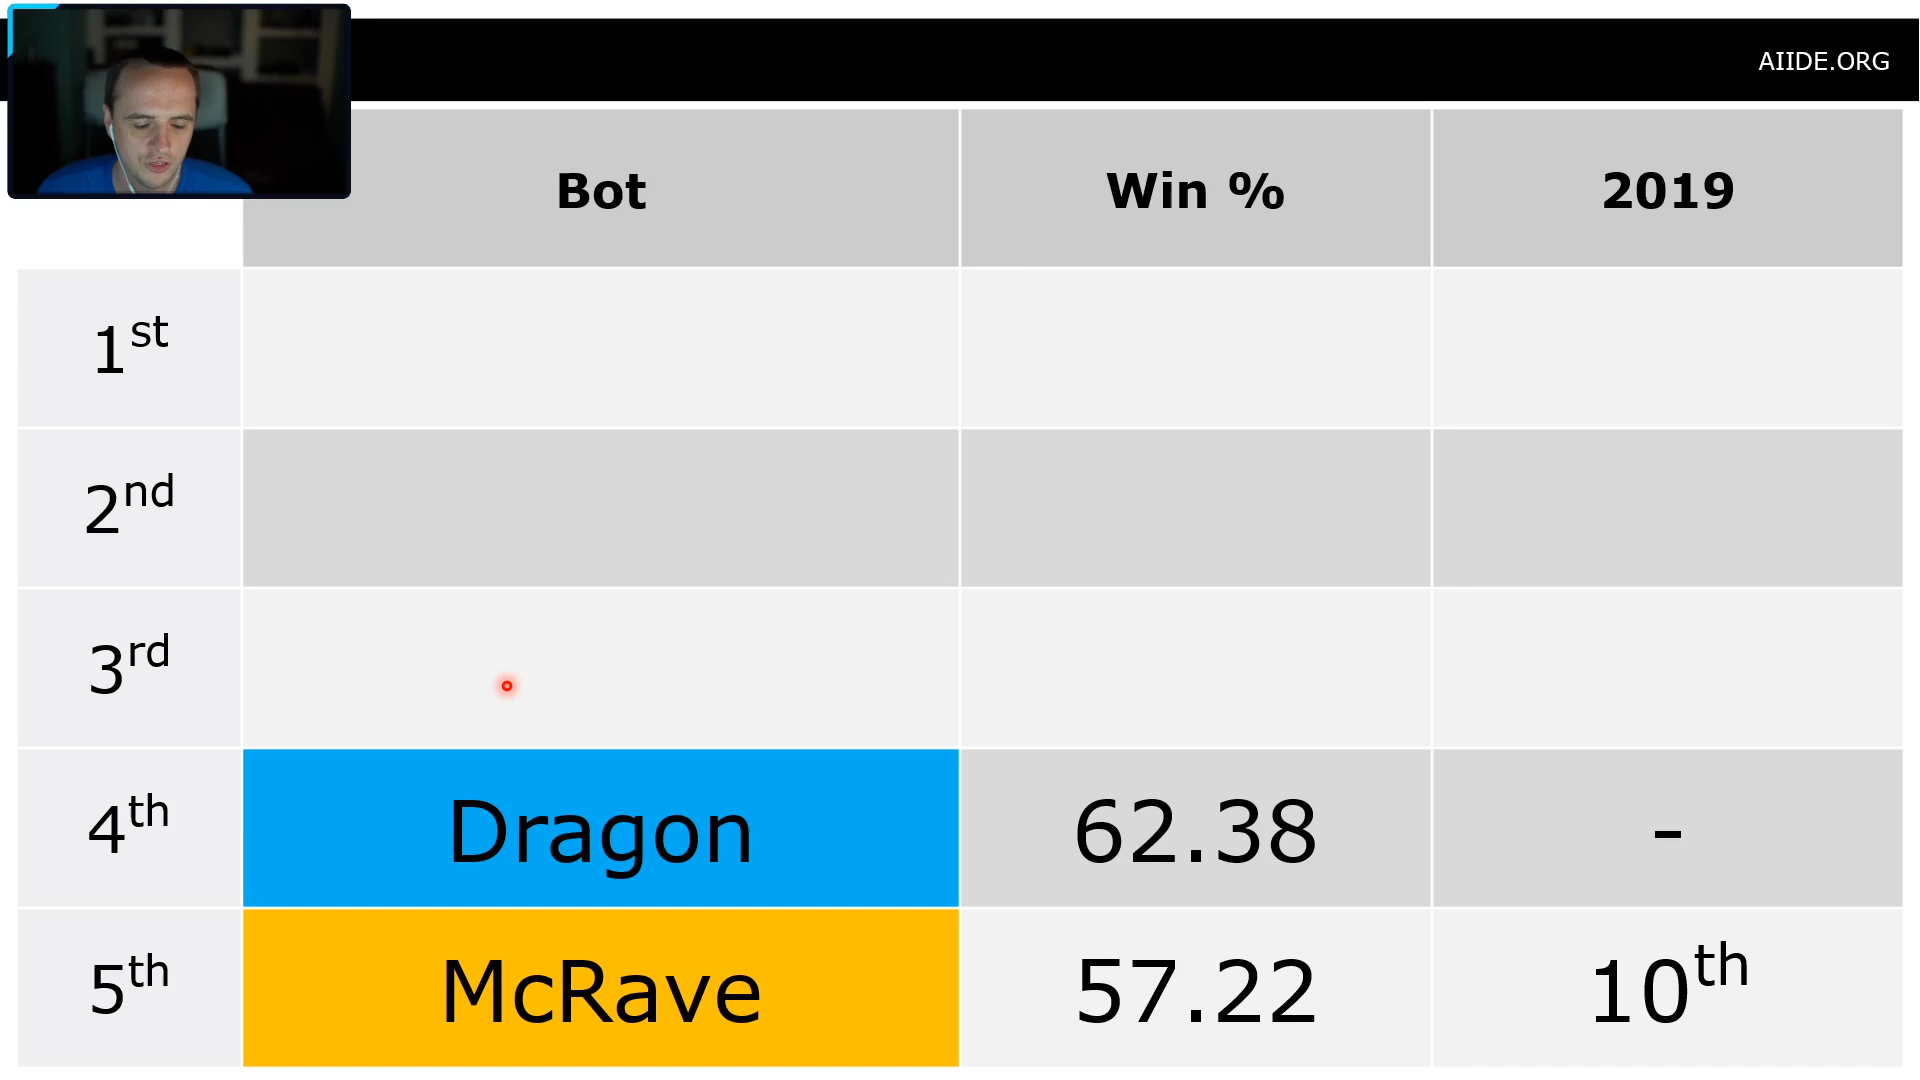 AIIDE.ORG
Bot Win % 2019
1st
2nd
3rd
4th Dragon 62.38 -
5th McRave 57.22 10th